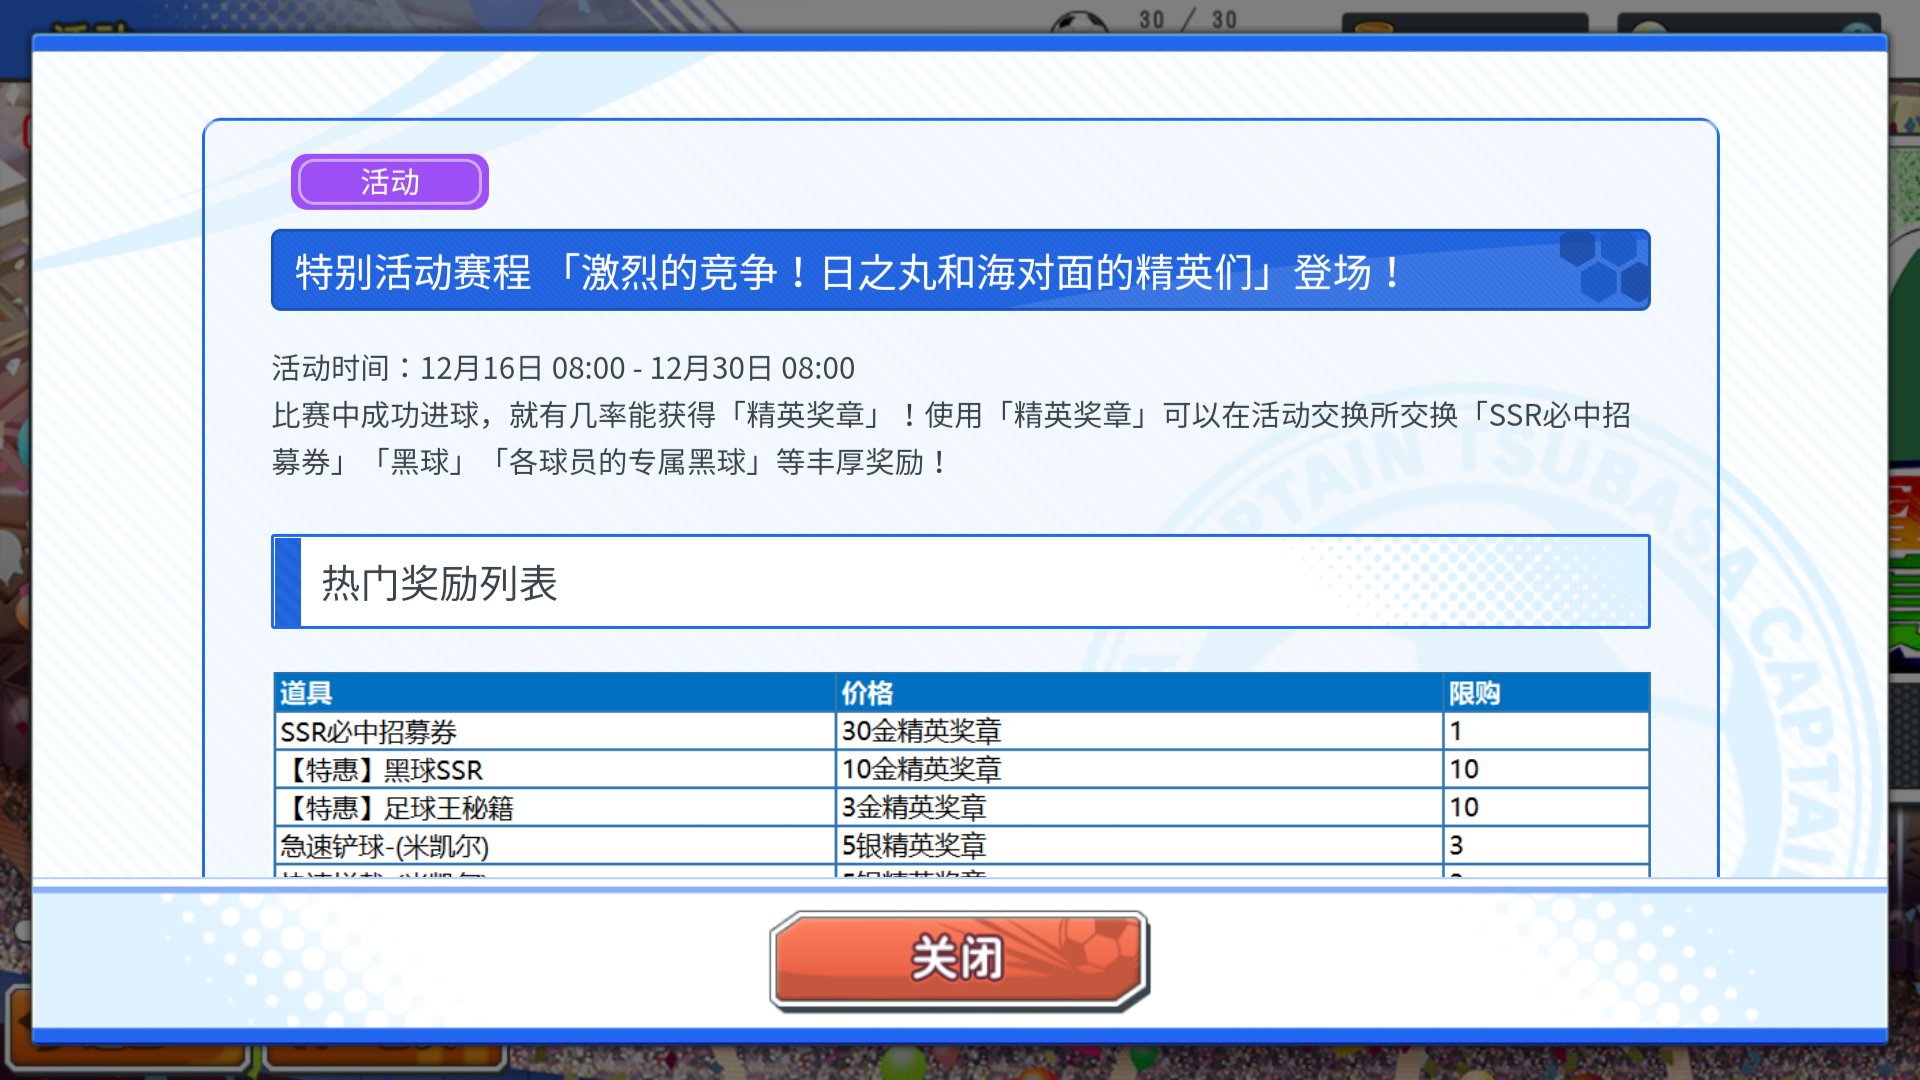 30 / 30
活动
特别活动赛程 「激烈的竞争！日之丸和海对面的精英们」登场！
活动时间：12月16日 08:00 - 12月30日 08:00
比赛中成功进球，就有几率能获得「精英奖章」！使用「精英奖章」可以在活动交换所交换「SSR必中招
募券」「黑球」「各球员的专属黑球」等丰厚奖励！
热门奖励列表
道具 价格 限购
SSR必中招募券 30金精英奖章 1
【特惠】黑球SSR 10金精英奖章 10
【特惠】足球王秘籍 3金精英奖章 10
急速铲球-(米凯尔) 5银精英奖章 3
关闭
CAPTAIN TSUBASA CAPTAI